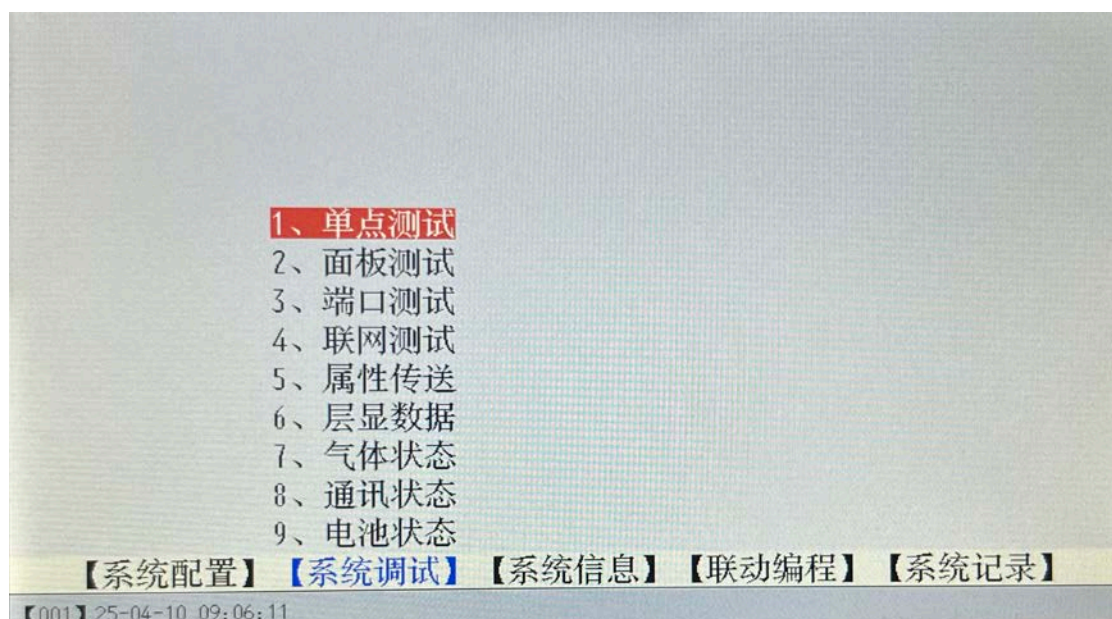 1、单点测试
2、面板测试
3、端口测试
4、联网测试
5、属性传送
6、层显数据
7、气体状态
8、通讯状态
9、电池状态
【系统配置】 【系统调试】 【系统信息】 【联动编程】 【系统记录】
【001】25-04-10 09:06:11